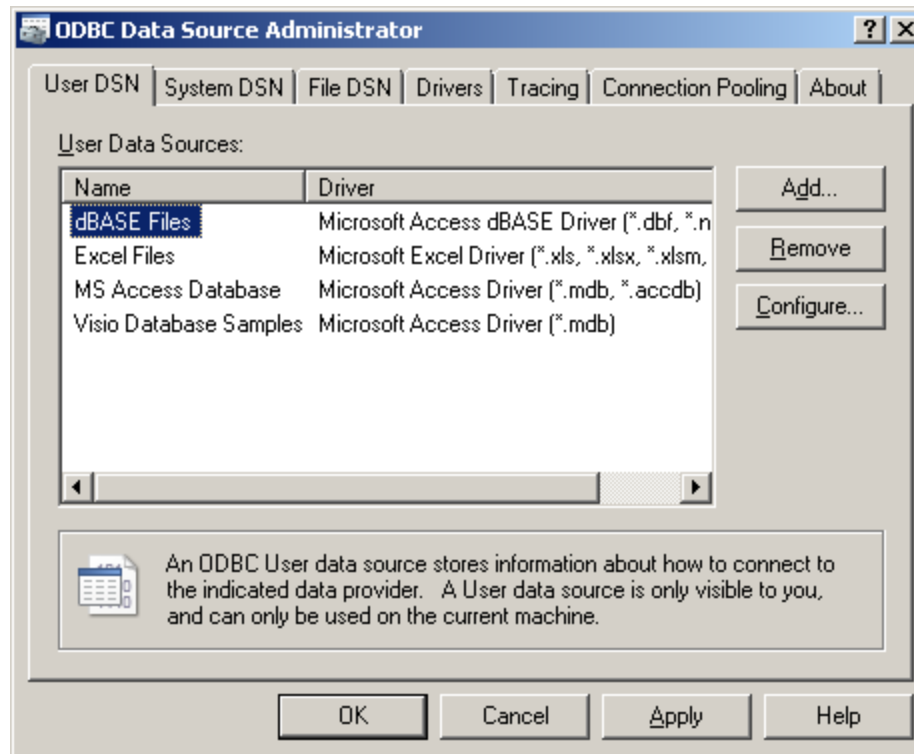 ODBC Data Source Administrator
User DSN System DSN File DSN Drivers Tracing Connection Pooling About
User Data Sources:
Name Driver
dBASE Files Microsoft Access dBASE Driver (*.dbf, *.n
Excel Files Microsoft Excel Driver (*.xls, *.xlsx, *.xlsm,
MS Access Database Microsoft Access Driver (*.mdb, *.accdb)
Visio Database Samples Microsoft Access Driver (*.mdb)
Add...
Remove
Configure...
An ODBC User data source stores information about how to connect to
the indicated data provider. A User data source is only visible to you,
and can only be used on the current machine.
OK Cancel Apply Help